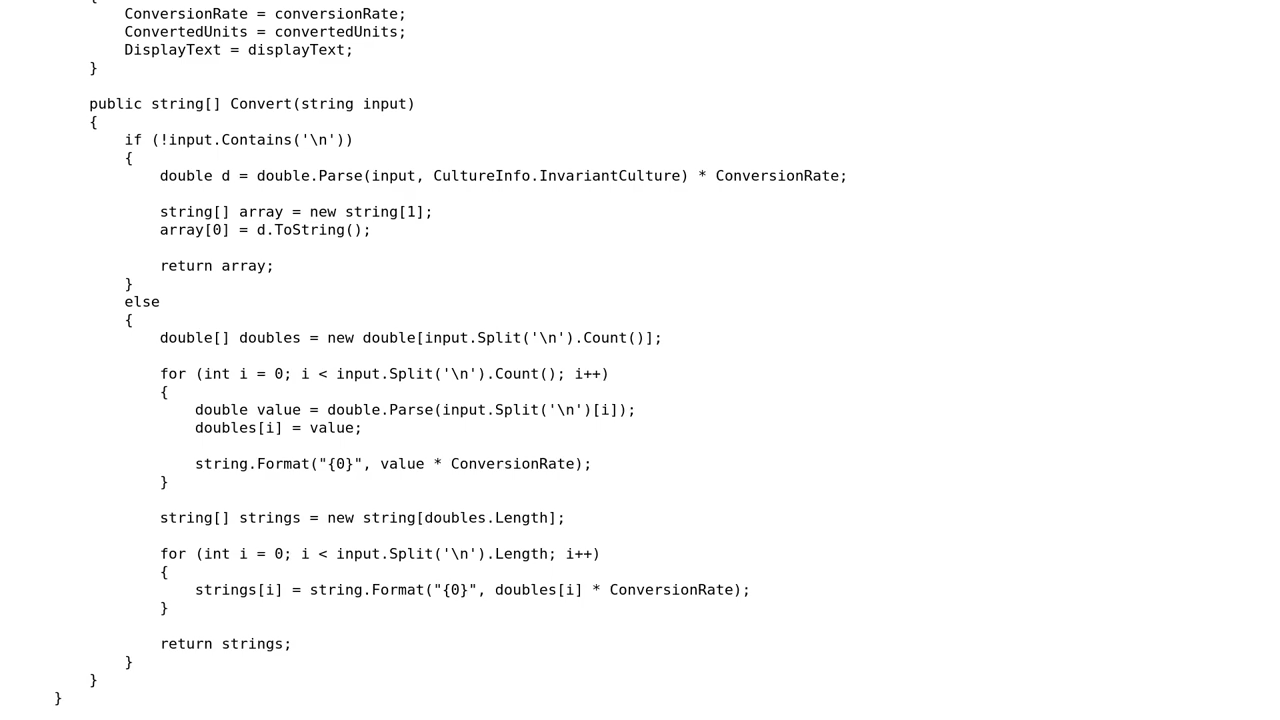 {
ConversionRate = conversionRate;
ConvertedUnits = convertedUnits;
DisplayText = displayText;
}
public string[] Convert(string input)
{
if (!input.Contains('\n'))
{
double d = double.Parse(input, CultureInfo.InvariantCulture) * ConversionRate;
string[] array = new string[1];
array[0] = d.ToString();
return array;
}
else
{
double[] doubles = new double[input.Split('\n').Count()];
for (int i = 0; i < input.Split('\n').Count(); i++)
{
double value = double.Parse(input.Split('\n')[i]);
doubles[i] = value;
string.Format("{0}", value * ConversionRate);
}
string[] strings = new string[doubles.Length];
for (int i = 0; i < input.Split('\n').Length; i++)
{
strings[i] = string.Format("{0}", doubles[i] * ConversionRate);
}
return strings;
}
}
}